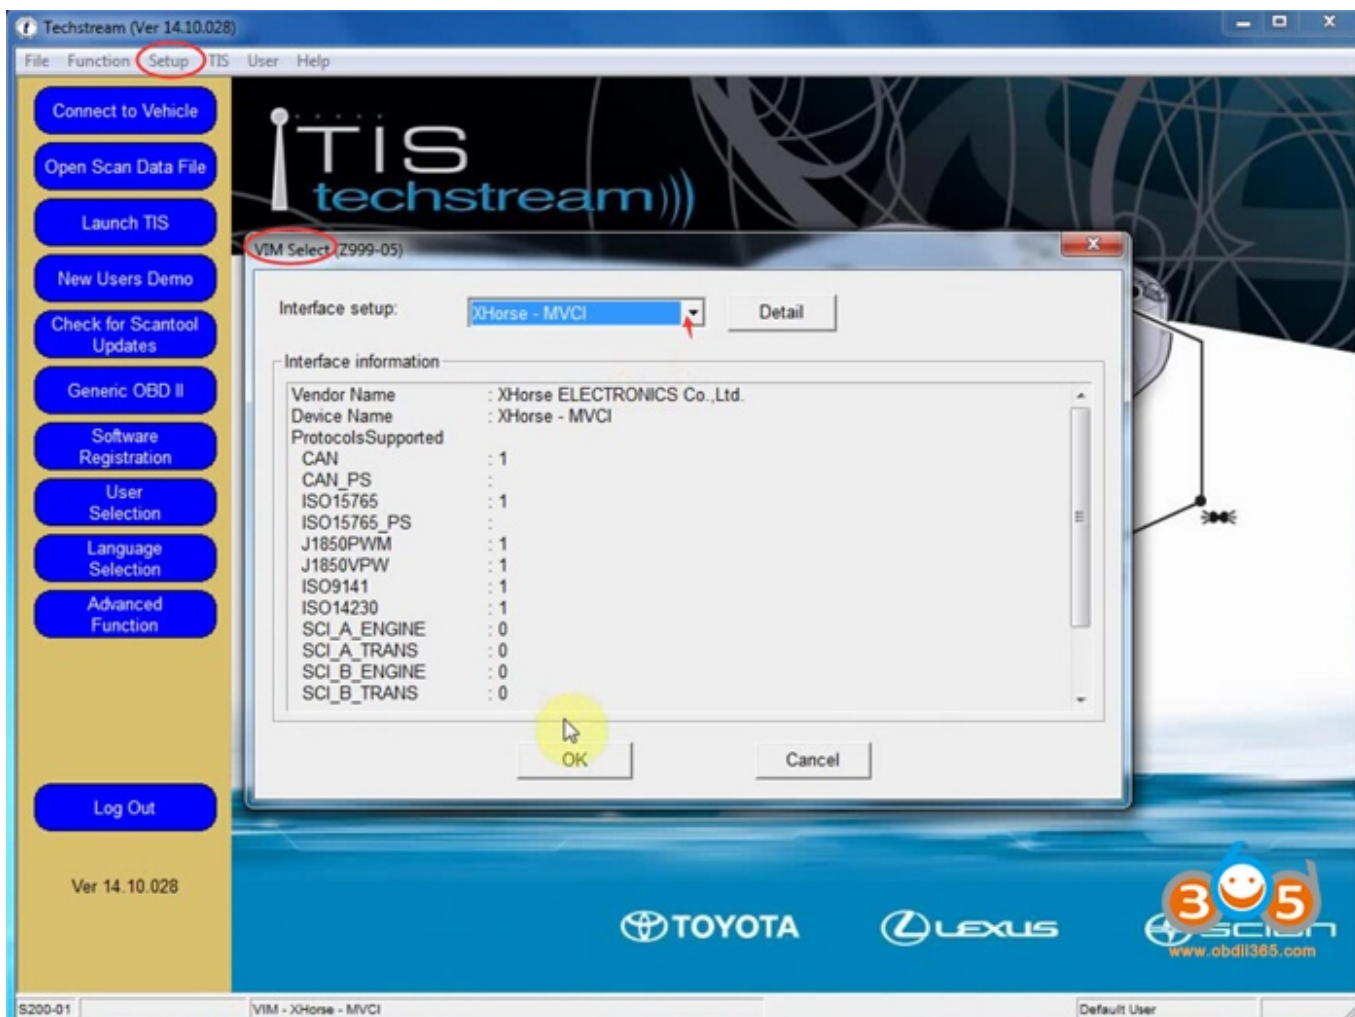 Techstream (Ver 14.10.028)
File Function Setup TIS User Help
Connect to Vehicle
Open Scan Data File
Launch TIS
New Users Demo
Check for Scantool
Updates
Generic OBD II
Software
Registration
User
Selection
Language
Selection
Advanced
Function
Log Out
Ver 14.10.028
TIS
techstream
VIM Select (Z999-05)
Interface setup: XHorse - MVCI Detail
Interface information
Vendor Name : XHorse ELECTRONICS Co.,Ltd.
Device Name : XHorse - MVCI
ProtocolsSupported
CAN : 1
CAN_PS :
ISO15765 : 1
ISO15765_PS :
J1850PWM : 1
J1850VPW : 1
ISO9141 : 1
ISO14230 : 1
SCI_A_ENGINE : 0
SCI_A_TRANS : 0
SCI_B_ENGINE : 0
SCI_B_TRANS : 0
OK Cancel
TOYOTA LEXUS SCION
365
www.obdii365.com
S200-01 VIM - XHorse - MVCI Default User